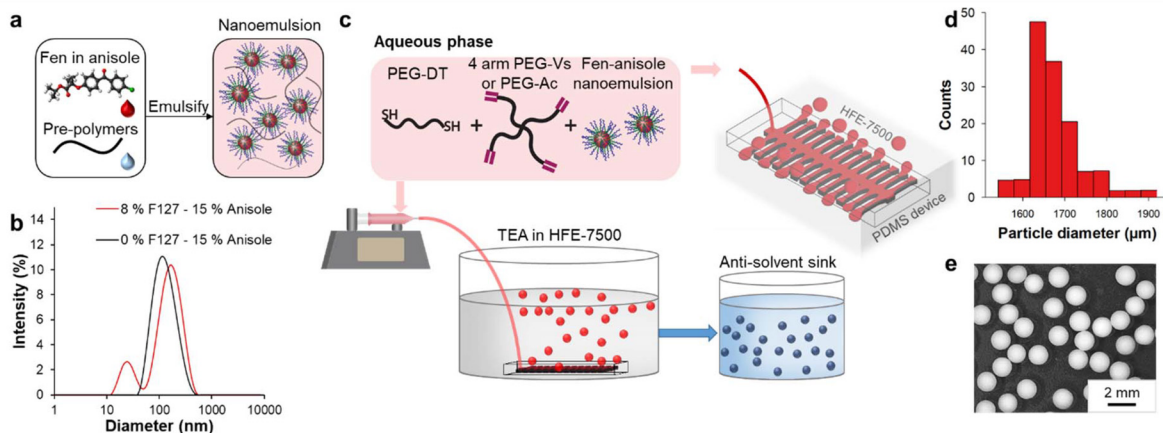 a
Nanoemulsion
Fen in anisole
Emulsify
Pre-polymers
b
8 % F127 - 15 % Anisole
0 % F127 - 15 % Anisole
Intensity (%)
14
12
10
8
6
4
2
0
1
10
100
1000
10000
Diameter (nm)
c
Aqueous phase
PEG-DT
4 arm PEG-Vs
or PEG-Ac
Fen-anisole
nanoemulsion
SH
SH
+
+
HFE-7500
PDMS device
TEA in HFE-7500
Anti-solvent sink
d
Counts
50
40
30
20
10
0
1600
1700
1800
1900
Particle diameter (µm)
e
2 mm